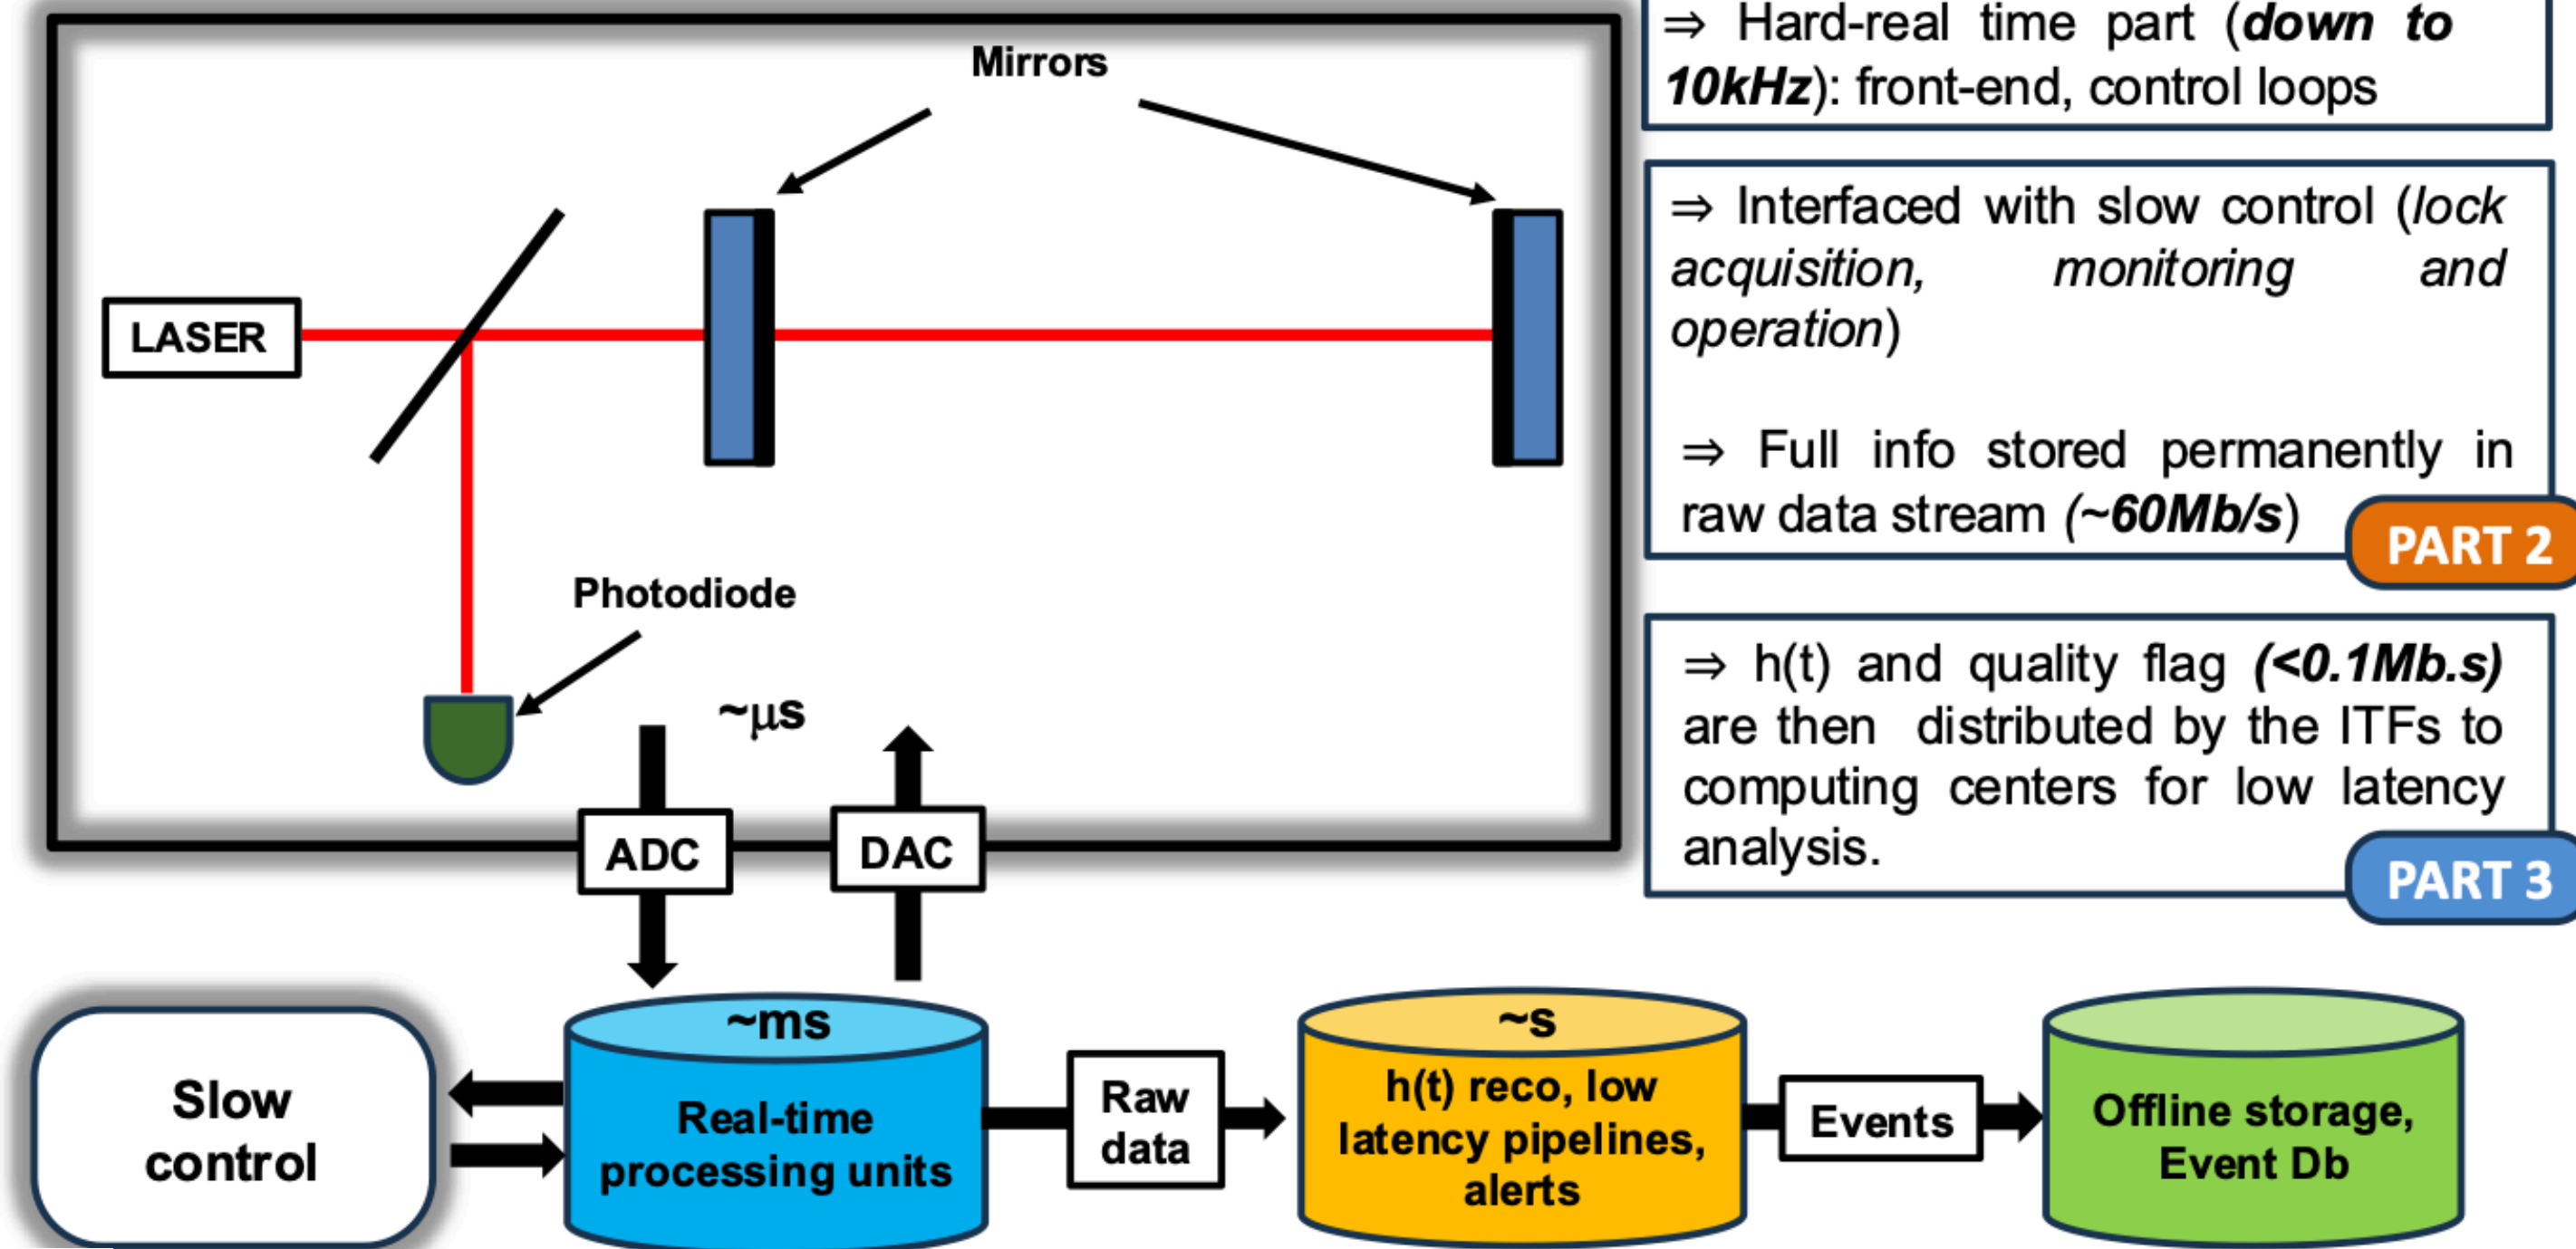 Mirrors
LASER
Photodiode
~μs
ADC
DAC
⇒ Hard-real time part (down to
10kHz): front-end, control loops
⇒ Interfaced with slow control (lock
acquisition, monitoring and
operation)
⇒ Full info stored permanently in
raw data stream (~60Mb/s)
PART 2
⇒ h(t) and quality flag (<0.1Mb.s)
are then distributed by the ITFs to
computing centers for low latency
analysis.
PART 3
Slow
control
~ms
Real-time
processing units
Raw
data
~s
h(t) reco, low
latency pipelines,
alerts
Events
Offline storage,
Event Db